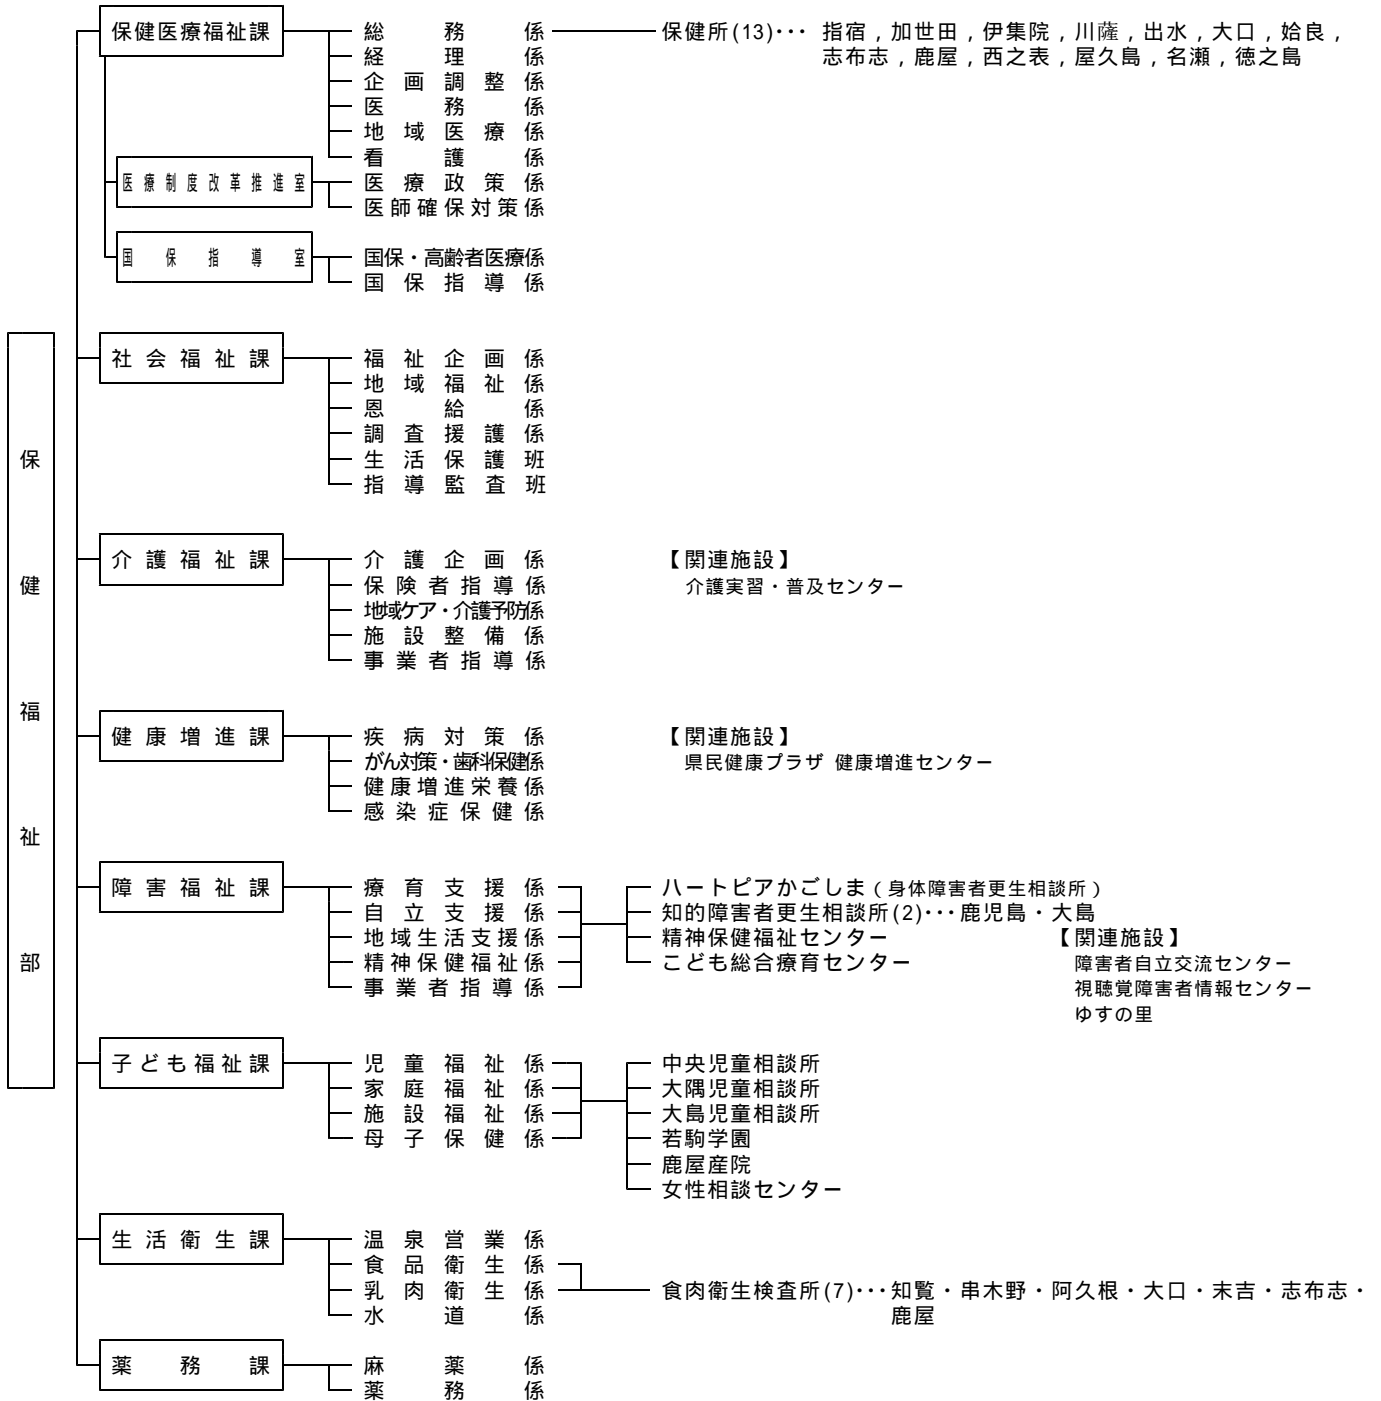 保健福祉部
保健医療福祉課
総務係
保健所(13)･･･ 指宿，加世田，伊集院，川薩，出水，大口，姶良，
志布志，鹿屋，西之表，屋久島，名瀬，徳之島
経理係
企画調整係
医務係
地域医療係
看護係
医療制度改革推進室
医療政策係
医師確保対策係
国保指導室
国保・高齢者医療係
国保指導係
社会福祉課
福祉企画係
地域福祉係
恩給係
調査援護係
生活保護班
指導監査班
介護福祉課
介護企画係
保険者指導係
地域ケア・介護予防係
施設整備係
事業者指導係
【関連施設】
介護実習・普及センター
健康増進課
疾病対策係
がん対策・歯科保健係
健康増進栄養係
感染症保健係
【関連施設】
県民健康プラザ 健康増進センター
障害福祉課
療育支援係
自立支援係
地域生活支援係
精神保健福祉係
事業者指導係
ハートピアかごしま（身体障害者更生相談所）
知的障害者更生相談所(2)･･･鹿児島・大島
精神保健福祉センター
こども総合療育センター
【関連施設】
障害者自立交流センター
視聴覚障害者情報センター
ゆすの里
子ども福祉課
児童福祉係
家庭福祉係
施設福祉係
母子保健係
中央児童相談所
大隅児童相談所
大島児童相談所
若駒学園
鹿屋産院
女性相談センター
生活衛生課
温泉営業係
食品衛生係
乳肉衛生係
水道係
食肉衛生検査所(7)･･･知覧・串木野・阿久根・大口・末吉・志布志・
鹿屋
薬務課
麻薬係
薬務係